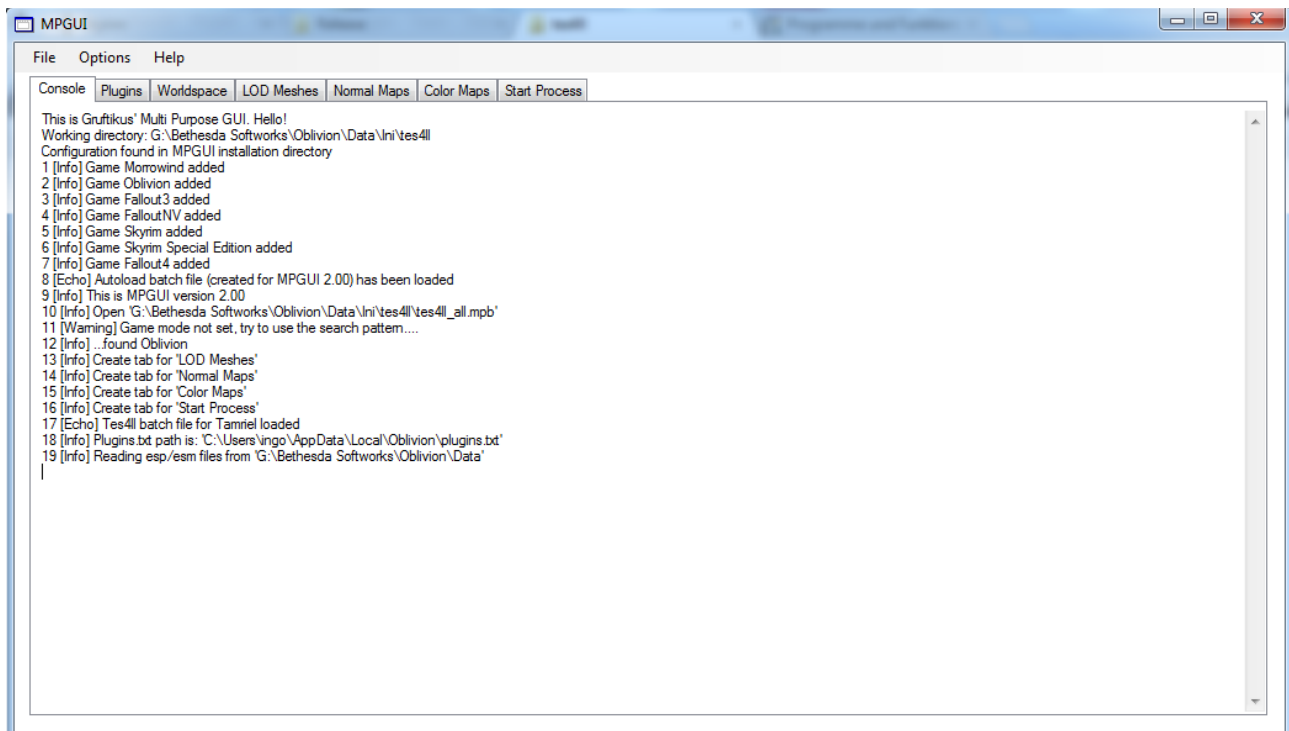 MPGUI
File Options Help
Console Plugins Worldspace LOD Meshes Normal Maps Color Maps Start Process
This is Gruftikus' Multi Purpose GUI. Hello!
Working directory: G:\Bethesda Softworks\Oblivion\Data\Ini\tes4ll
Configuration found in MPGUI installation directory
1 [Info] Game Morrowind added
2 [Info] Game Oblivion added
3 [Info] Game Fallout3 added
4 [Info] Game FalloutNV added
5 [Info] Game Skyrim added
6 [Info] Game Skyrim Special Edition added
7 [Info] Game Fallout4 added
8 [Echo] Autoload batch file (created for MPGUI 2.00) has been loaded
9 [Info] This is MPGUI version 2.00
10 [Info] Open 'G:\Bethesda Softworks\Oblivion\Data\Ini\tes4ll\tes4ll_all.mpb'
11 [Warning] Game mode not set, try to use the search pattern....
12 [Info] ...found Oblivion
13 [Info] Create tab for 'LOD Meshes'
14 [Info] Create tab for 'Normal Maps'
15 [Info] Create tab for 'Color Maps'
16 [Info] Create tab for 'Start Process'
17 [Echo] Tes4ll batch file for Tamriel loaded
18 [Info] Plugins.txt path is: 'C:\Users\ingo\AppData\Local\Oblivion\plugins.txt'
19 [Info] Reading esp/esm files from 'G:\Bethesda Softworks\Oblivion\Data'